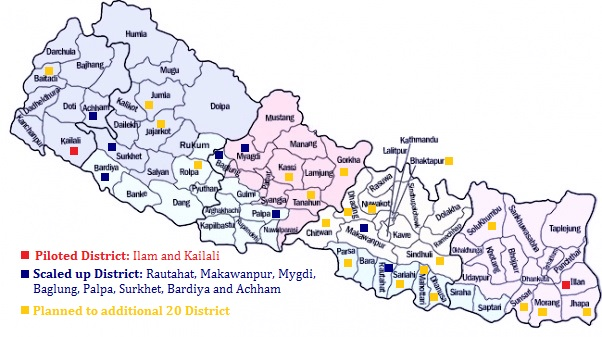 Humla
Darchula
Bajhang
Baitadi
Mugu
Dadheldhura
Doti
Jumla
Achham
Kalikot
Dolpa
Kanchanpur
Dailekh
Jajarkot
Mustang
Kailali
Surkhet
Rukum
Myagdi
Manang
Kathmandu
Bardiya
Salyan
Rolpa
Baglung
Kaski
Lamjung
Gorkha
Lalitpur
Bhaktapur
Banke
Pyuthan
Gulmi
Syangja
Tanahun
Dhading
Rasuwa
Nuwakot
Sindhupalchowk
Dolakha
Dang
Arghakhachi
Palpa
Kapilbastu
Nawalparasi
Chitwan
Makawanpur
Kavre
Ramechhap
Solukhumbu
Sankhuwasabha
Taplejung
Parsa
Bara
Rautahat
Sarlahi
Mahottari
Dhanusa
Sindhuli
Okhaldhunga
Khotang
Bhojpur
Panchthar
Udaypur
Dhankuta
Illan
Siraha
Saptari
Sunsari
Morang
Jhapa
Piloted District: Ilam and Kailali
Scaled up District: Rautahat, Makawanpur, Mygdi,
Baglung, Palpa, Surkhet, Bardiya and Achham
Planned to additional 20 District